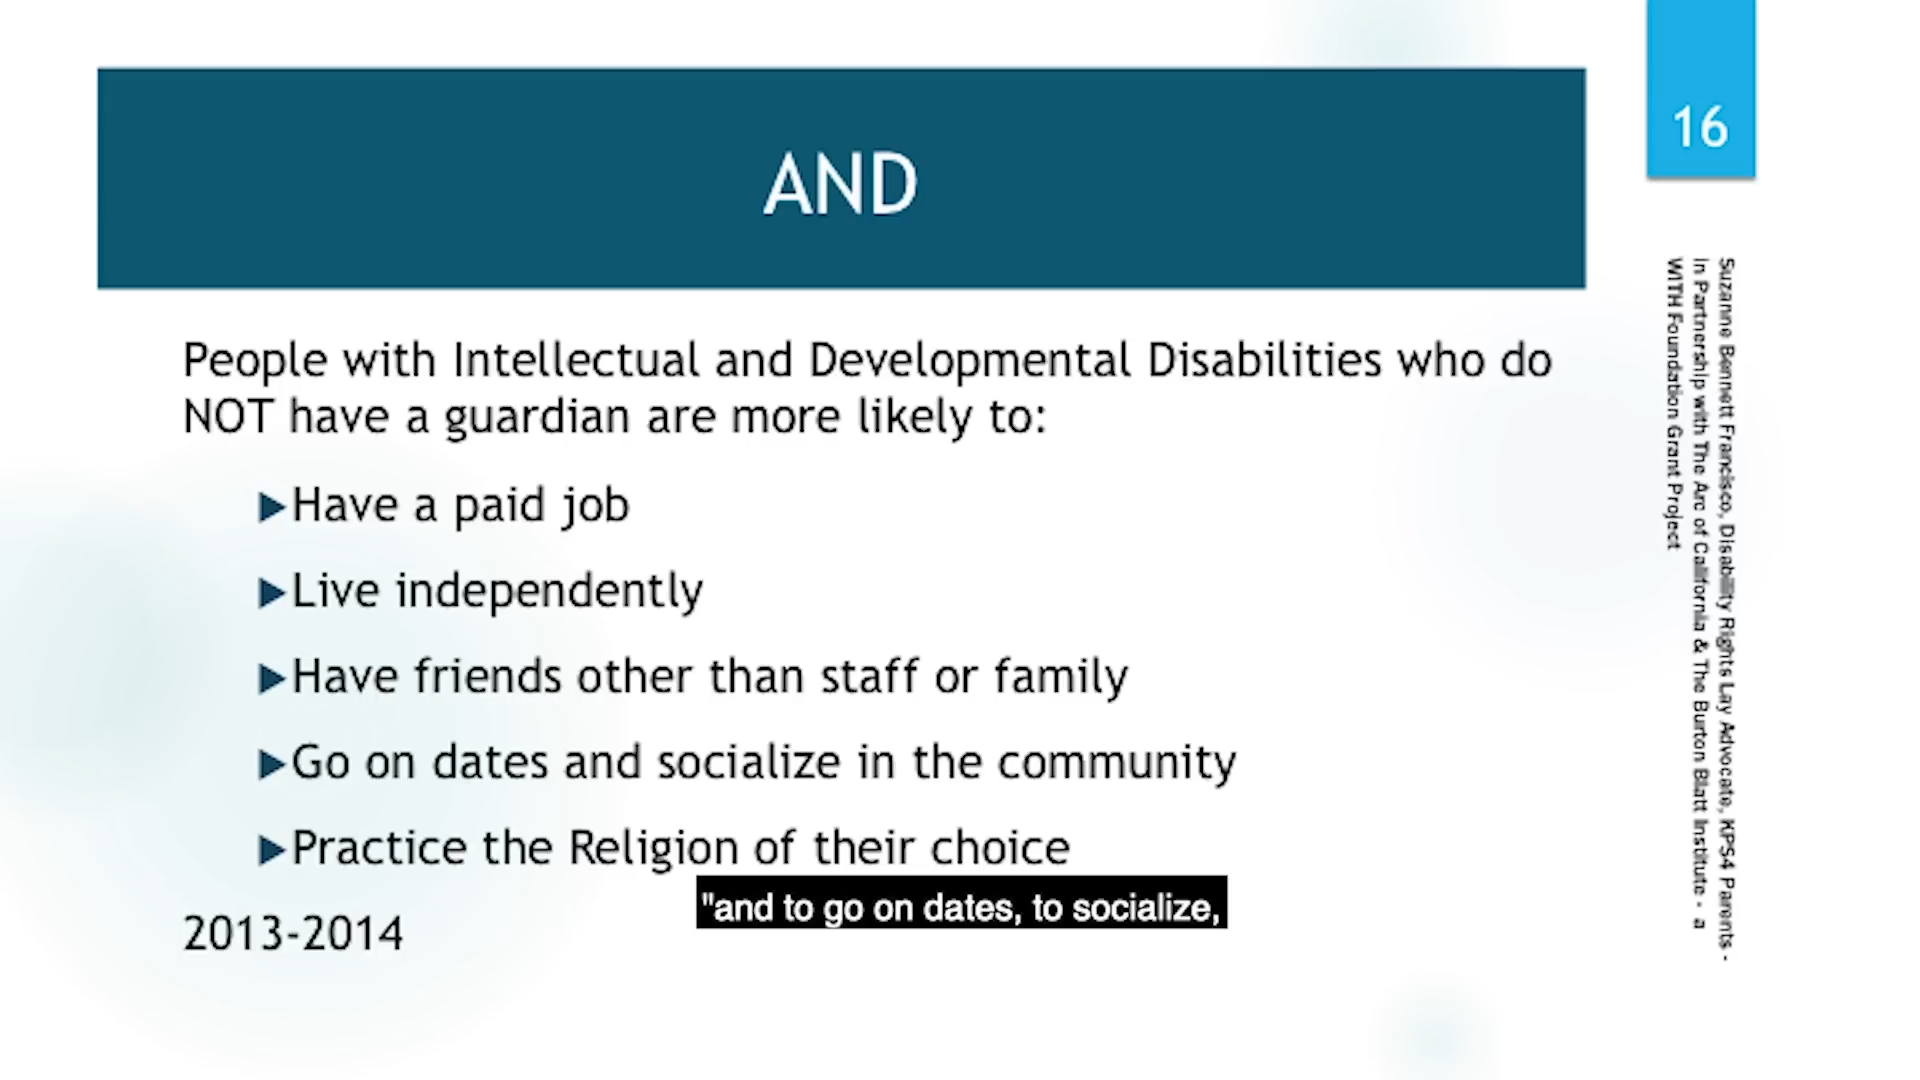 AND
16
People with Intellectual and Developmental Disabilities who do
NOT have a guardian are more likely to:
▶Have a paid job
▶Live independently
▶Have friends other than staff or family
▶Go on dates and socialize in the community
▶Practice the Religion of their choice
2013-2014
"and to go on dates, to socialize,
Suzanne Bennett Francisco, Disability Rights Lay Advocate, KPS4 Parents -
in Partnership with The Arc of California & The Burton Blatt Institute - a
WITH Foundation Grant Project